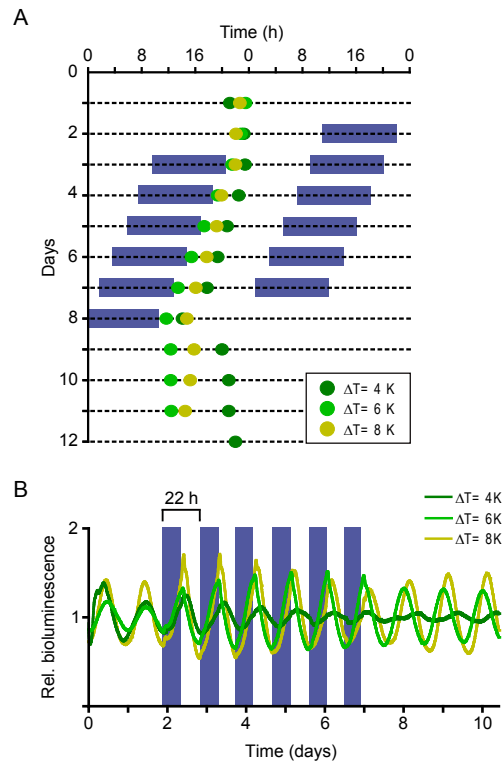 A
Time (h)
0 8 16 0 8 16 0
0
2
4
6
8
10
12
Days
ΔT= 4 K
ΔT= 6 K
ΔT= 8 K
B
22 h
ΔT= 4K
ΔT= 6K
ΔT= 8K
2
1
0
Rel. bioluminescence
0 2 4 6 8 10
Time (days)